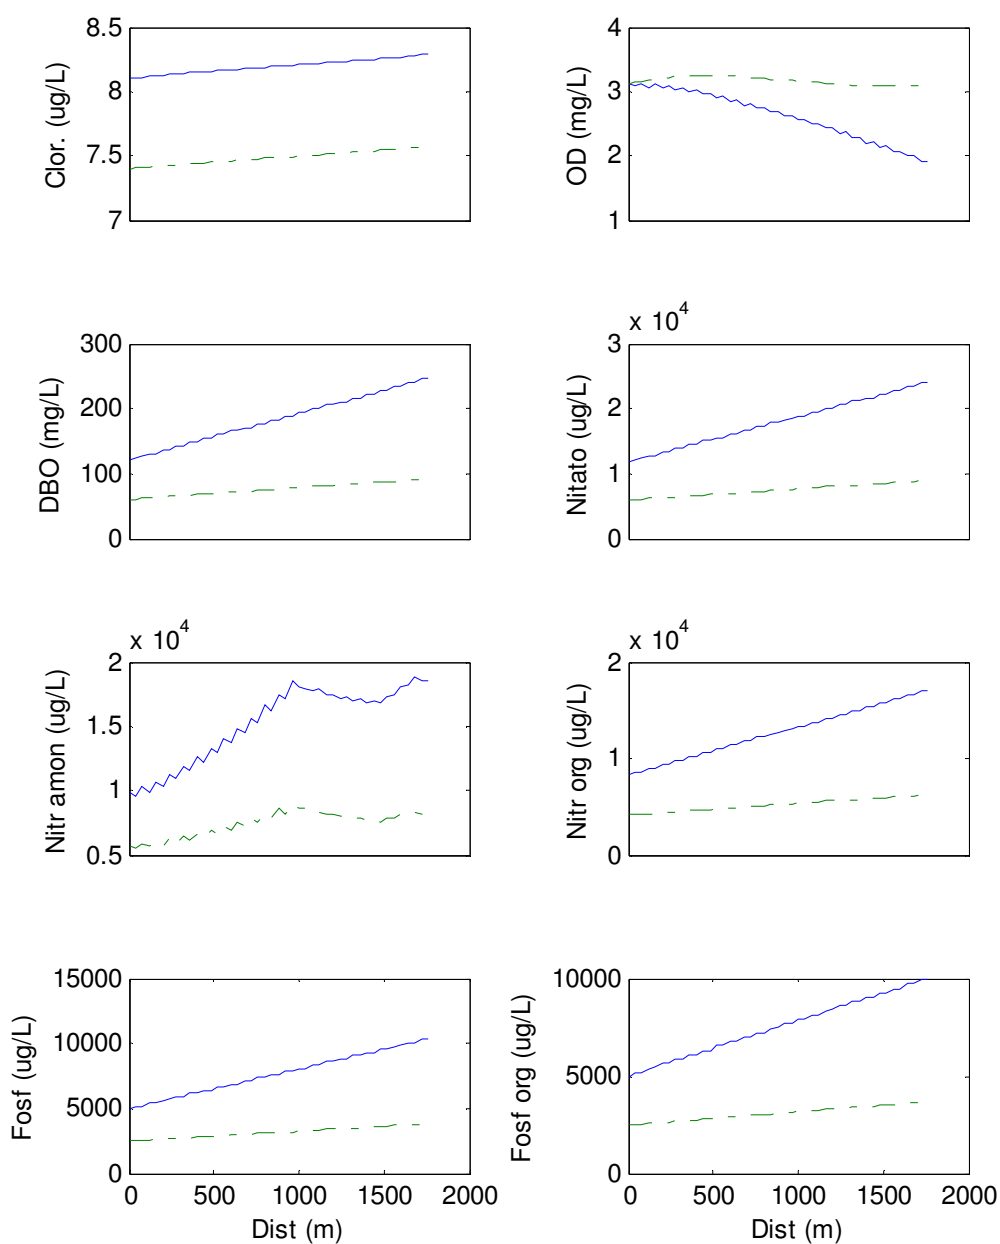 8.5
8
7.5
7
Clor. (ug/L)
4
3
2
1
OD (mg/L)
300
200
100
0
DBO (mg/L)
x 10^4
3
2
1
0
Nitato (ug/L)
x 10^4
2
1.5
1
0.5
Nitr amon (ug/L)
x 10^4
2
1
0
Nitr org (ug/L)
15000
10000
5000
0
Fosf (ug/L)
0 500 1000 1500 2000
Dist (m)
10000
5000
0
Fosf org (ug/L)
0 500 1000 1500 2000
Dist (m)